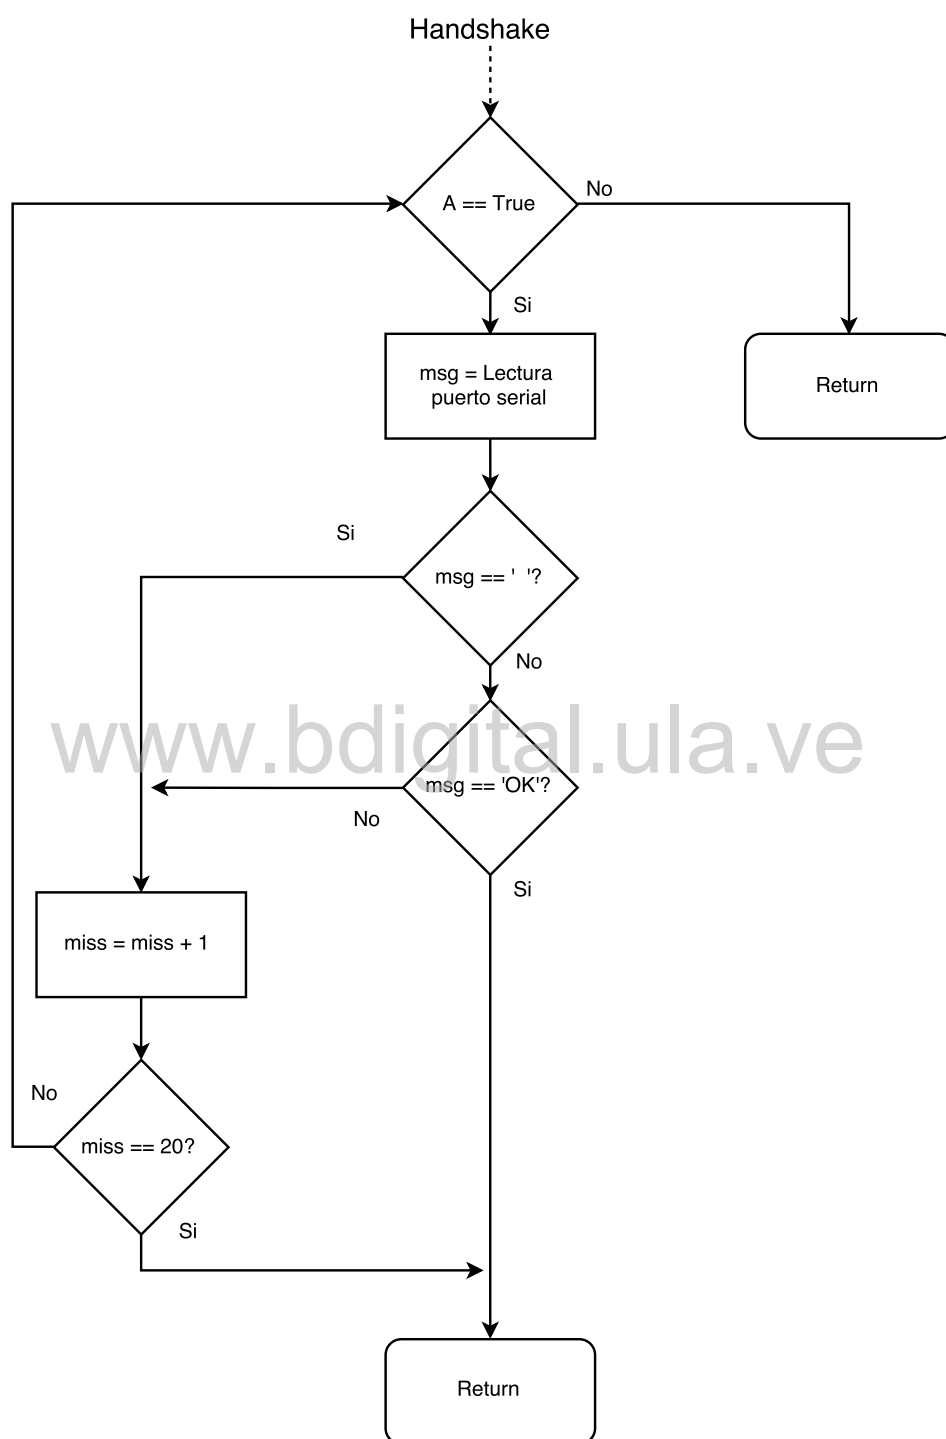 Handshake
A == True
No
Si
msg = Lectura
puerto serial
Return
Si
msg == ' '?
No
www.bdigital.ula.ve
msg == 'OK'?
No
Si
miss = miss + 1
No
miss == 20?
Si
Return